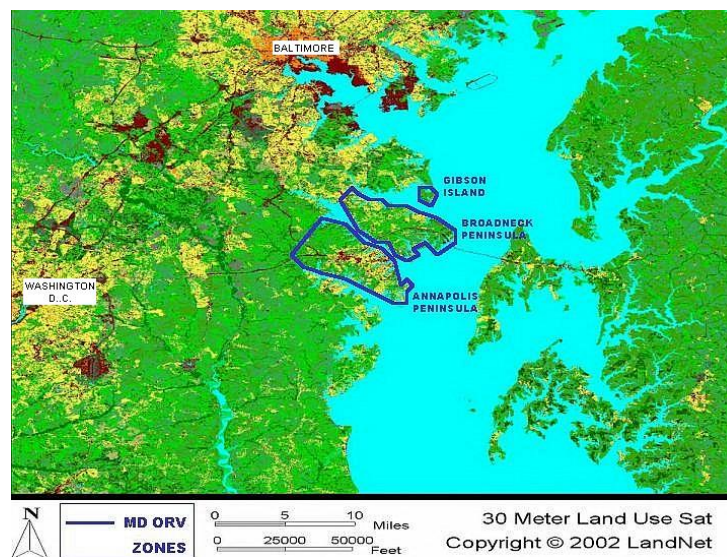 BALTIMORE
GIBSON
ISLAND
BROADNECK
PENINSULA
WASHINGTON
D..C.
ANNAPOLIS
PENINSULA
N
MD ORV
ZONES
0 5 10 Miles
0 25000 50000 Feet
30 Meter Land Use Sat
Copyright © 2002 LandNet